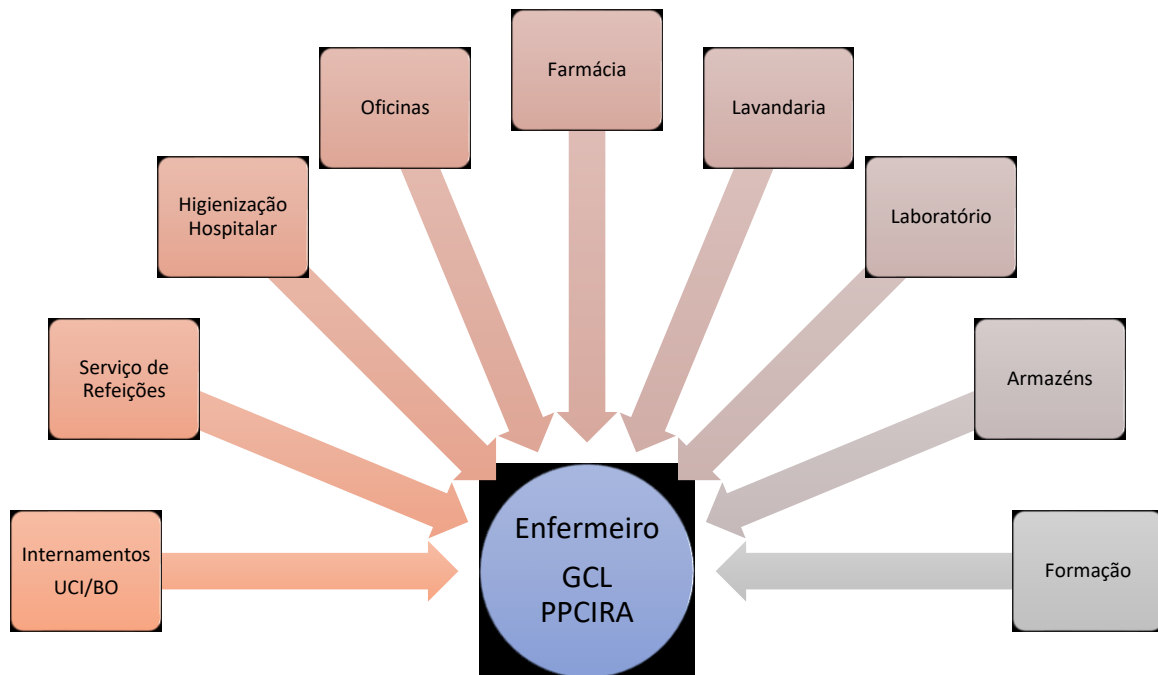 Farmácia
Oficinas
Lavandaria
Higienização
Hospitalar
Laboratório
Serviço de
Refeições
Armazéns
Internamentos
UCI/BO
Enfermeiro
GCL
PPCIRA
Formação